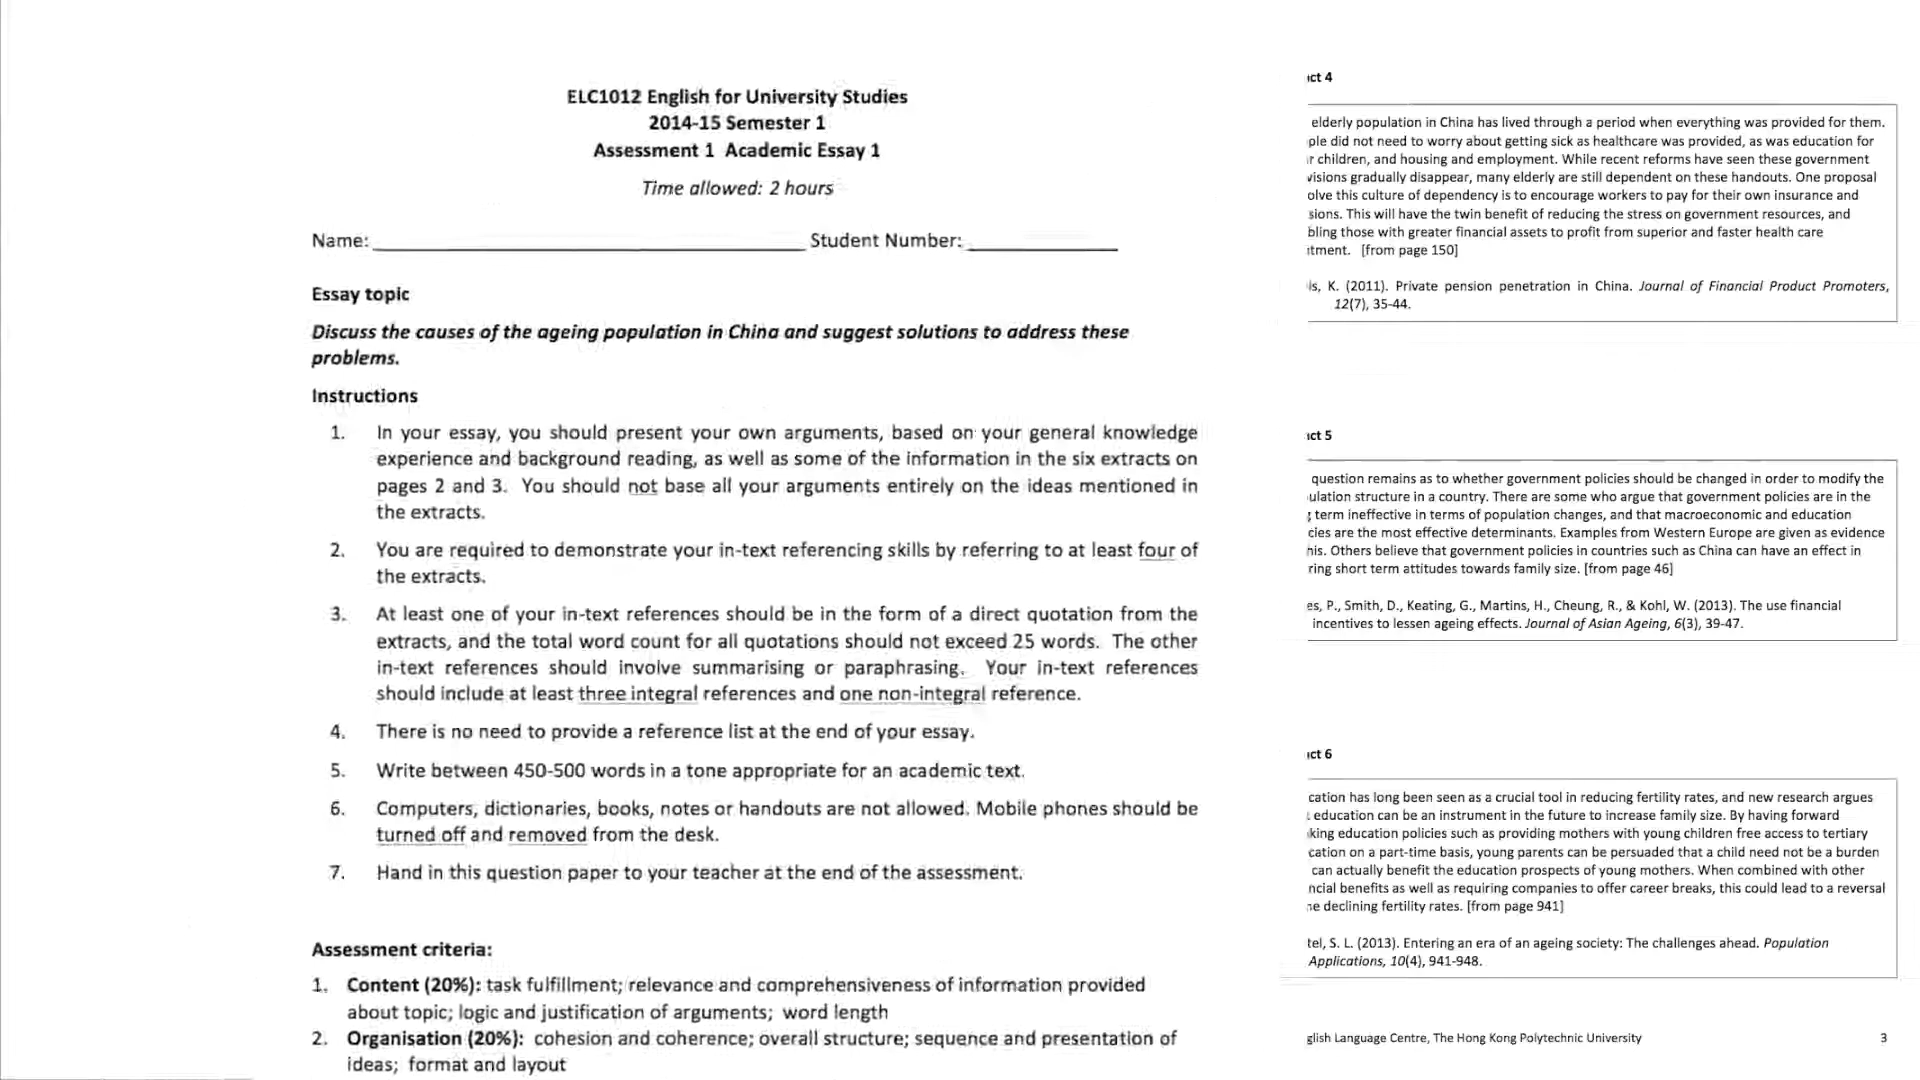 ELC1012 English for University Studies
2014-15 Semester 1
Assessment 1 Academic Essay 1
Time allowed: 2 hours
Name: Student Number:
Essay topic
Discuss the causes of the ageing population in China and suggest solutions to address these
problems.
Instructions
1. In your essay, you should present your own arguments, based on your general knowledge
experience and background reading, as well as some of the information in the six extracts on
pages 2 and 3. You should not base all your arguments entirely on the ideas mentioned in
the extracts.
2. You are required to demonstrate your in-text referencing skills by referring to at least four of
the extracts.
3. At least one of your in-text references should be in the form of a direct quotation from the
extracts, and the total word count for all quotations should not exceed 25 words. The other
in-text references should involve summarising or paraphrasing. Your in-text references
should include at least three integral references and one non-integral reference.
4. There is no need to provide a reference list at the end of your essay.
5. Write between 450-500 words in a tone appropriate for an academic text.
6. Computers, dictionaries, books, notes or handouts are not allowed. Mobile phones should be
turned off and removed from the desk.
7. Hand in this question paper to your teacher at the end of the assessment.
Assessment criteria:
1. Content (20%): task fulfillment; relevance and comprehensiveness of information provided
about topic; logic and justification of arguments; word length
2. Organisation (20%): cohesion and coherence; overall structure; sequence and presentation of
ideas; format and layout
4
elderly population in China has lived through a period when everything was provided for them.
did not need to worry about getting sick as healthcare was provided, as was education for
children, and housing and employment. While recent reforms have seen these government
gradually disappear, many elderly are still dependent on these handouts. One proposal
this culture of dependency is to encourage workers to pay for their own insurance and
This will have the twin benefit of reducing the stress on government resources, and
those with greater financial assets to profit from superior and faster health care
[from page 150]
K. (2011). Private pension penetration in China. Journal of Financial Product Promoters,
12(7), 35-44.
5
question remains as to whether government policies should be changed in order to modify the
structure in a country. There are some who argue that government policies are in the
term ineffective in terms of population changes, and that macroeconomic and education
are the most effective determinants. Examples from Western Europe are given as evidence
Others believe that government policies in countries such as China can have an effect in
short term attitudes towards family size. [from page 46]
P., Smith, D., Keating, G., Martins, H., Cheung, R., & Kohl, W. (2013). The use financial
incentives to lessen ageing effects. Journal of Asian Ageing, 6(3), 39-47.
6
has long been seen as a crucial tool in reducing fertility rates, and new research argues
education can be an instrument in the future to increase family size. By having forward
education policies such as providing mothers with young children free access to tertiary
on a part-time basis, young parents can be persuaded that a child need not be a burden
can actually benefit the education prospects of young mothers. When combined with other
benefits as well as requiring companies to offer career breaks, this could lead to a reversal
declining fertility rates. [from page 941]
S. L. (2013). Entering an era of an ageing society: The challenges ahead. Population
Applications, 10(4), 941-948.
Language Centre, The Hong Kong Polytechnic University 3